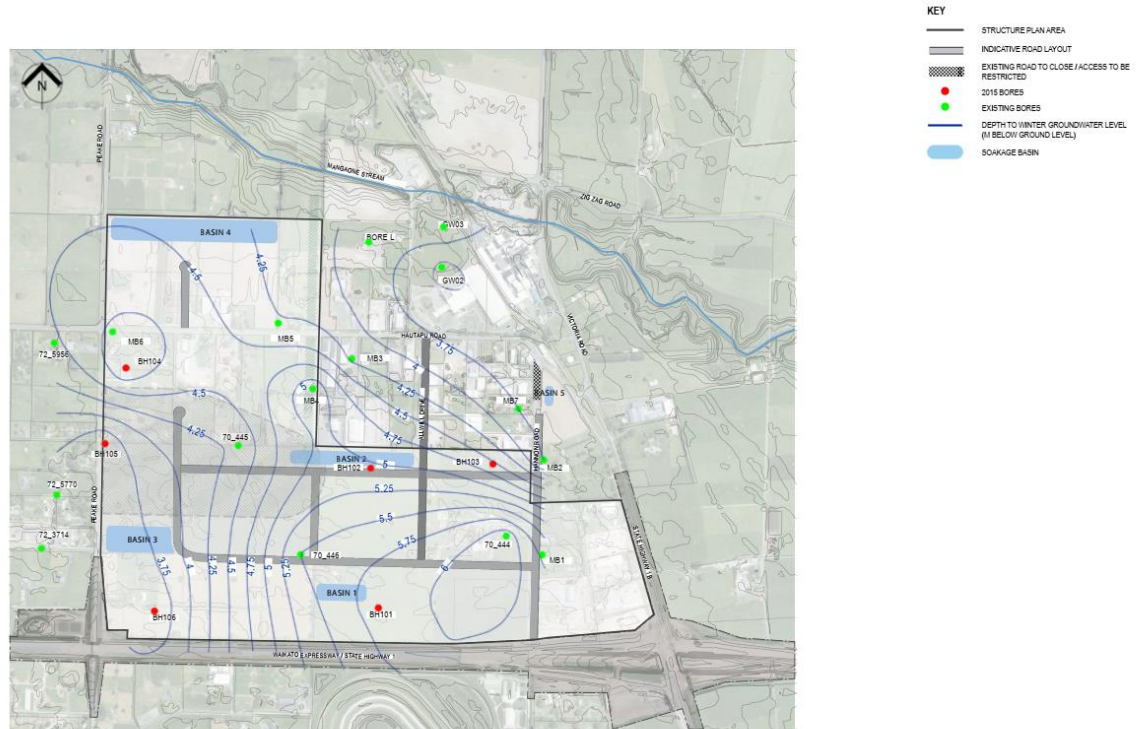 KEY
STRUCTURE PLAN AREA
INDICATIVE ROAD LAYOUT
EXISTING ROAD TO CLOSE / ACCESS TO BE
RESTRICTED
2015 BORES
EXISTING BORES
DEPTH TO WINTER GROUNDWATER LEVEL
(M BELOW GROUND LEVEL)
SOAKAGE BASIN
N
PEAKE ROAD
MANGAONE STREAM
ZIG ZAG ROAD
BASIN 4
4.25
BORE L
GW03
4.5
GW02
VICTORIA ROAD
HAUTAPU ROAD
MB6
MB5
3.75
72_5956
BH104
MB3
4
4.25
5
MB4
4.5
BASIN 5
4.5
MB7
4.25
4.75
70_445
BH105
BASIN 2
BH102
5
BH103
HANNON ROAD
MB2
72_5770
5.25
PEAKE ROAD
5.5
72_3714
BASIN 3
5.75
70_444
STATE HIGHWAY 1B
70_446
MB1
3.75
4
4.25
4.5
4.75
5
5.25
6
BASIN 1
BH106
BH101
WAIKATO EXPRESSWAY / STATE HIGHWAY 1